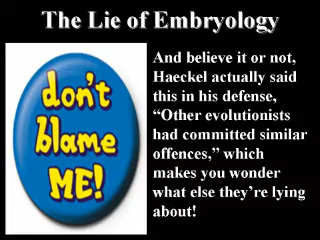 The Lie of Embryology
don't
blame
ME!
And believe it or not,
Haeckel actually said
this in his defense,
“Other evolutionists
had committed similar
offences,” which
makes you wonder
what else they’re lying
about!